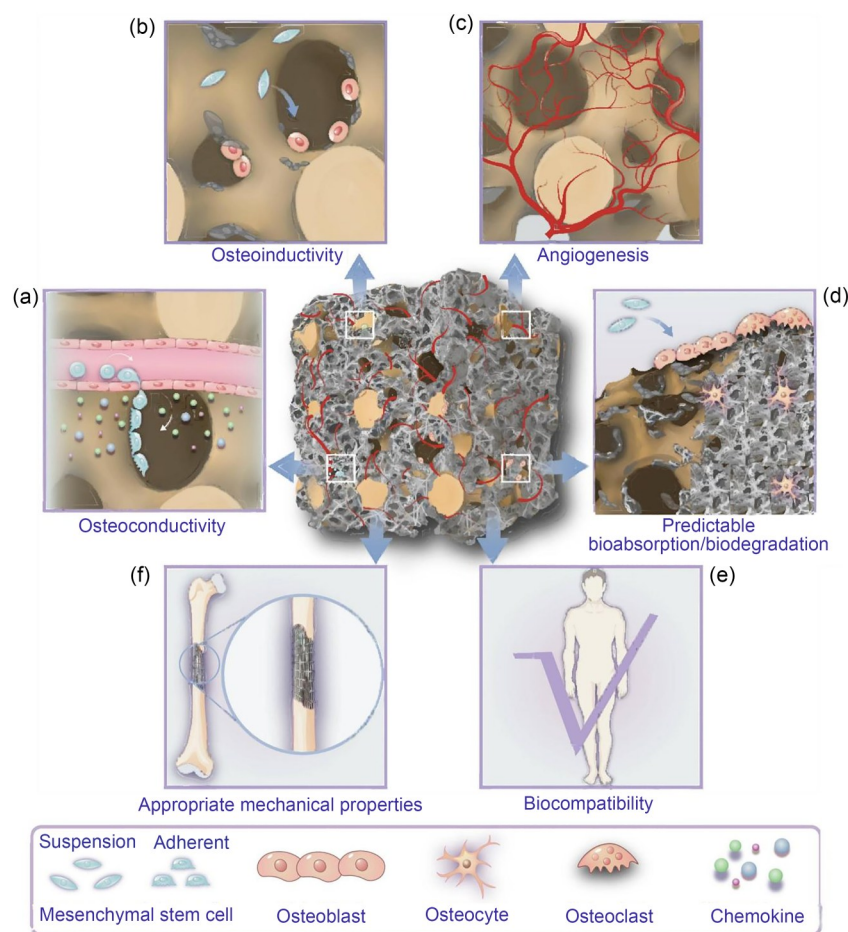 (b)
(c)
Osteoinductivity
Angiogenesis
(a)
(d)
Osteoconductivity
Predictable
bioabsorption/biodegradation
(f)
(e)
Appropriate mechanical properties
Biocompatibility
Suspension
Adherent
Mesenchymal stem cell
Osteoblast
Osteocyte
Osteoclast
Chemokine